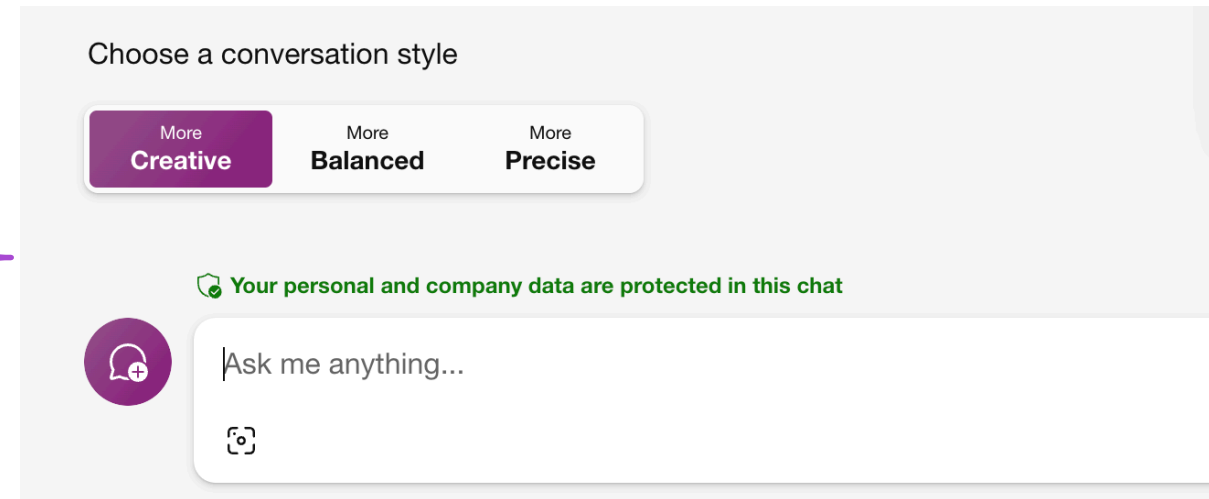 Choose a conversation style
More
Creative
More
Balanced
More
Precise
Your personal and company data are protected in this chat
Ask me anything...